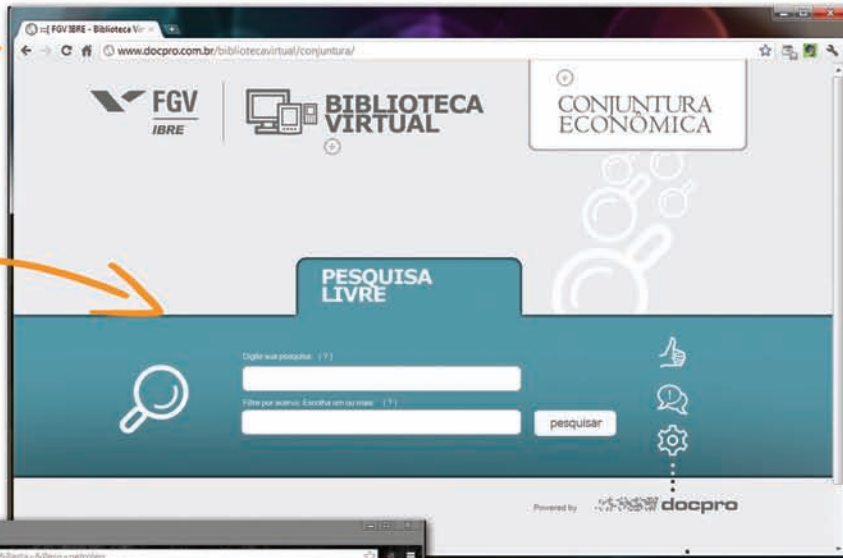 FGV IBRE - Biblioteca Vir
www.docpro.com.br/bibliotecavirtual/conjuntura/
FGV
IBRE
BIBLIOTECA
VIRTUAL
CONJUNTURA
ECONÔMICA
PESQUISA
LIVRE
Digite sua pesquisa: (?)
Filtre por acervo: Escolha um ou mais: (?)
pesquisar
Powered by docpro